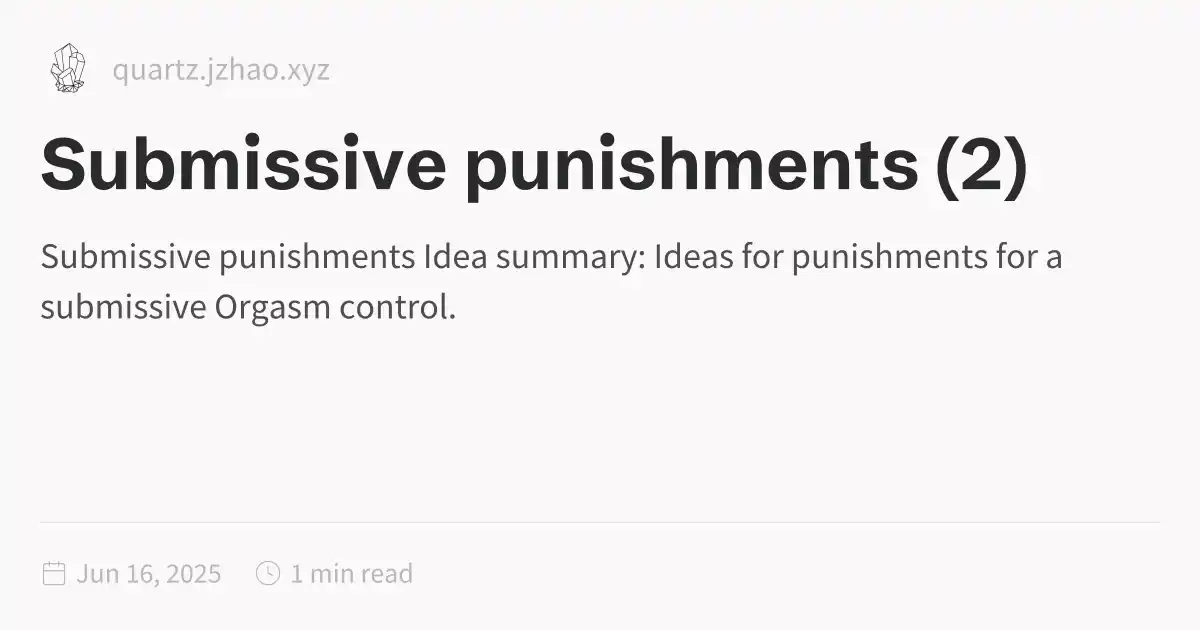 quartz.jzhao.xyz
Submissive punishments (2)
Submissive punishments Idea summary: Ideas for punishments for a
submissive Orgasm control.
Jun 16, 2025 1 min read